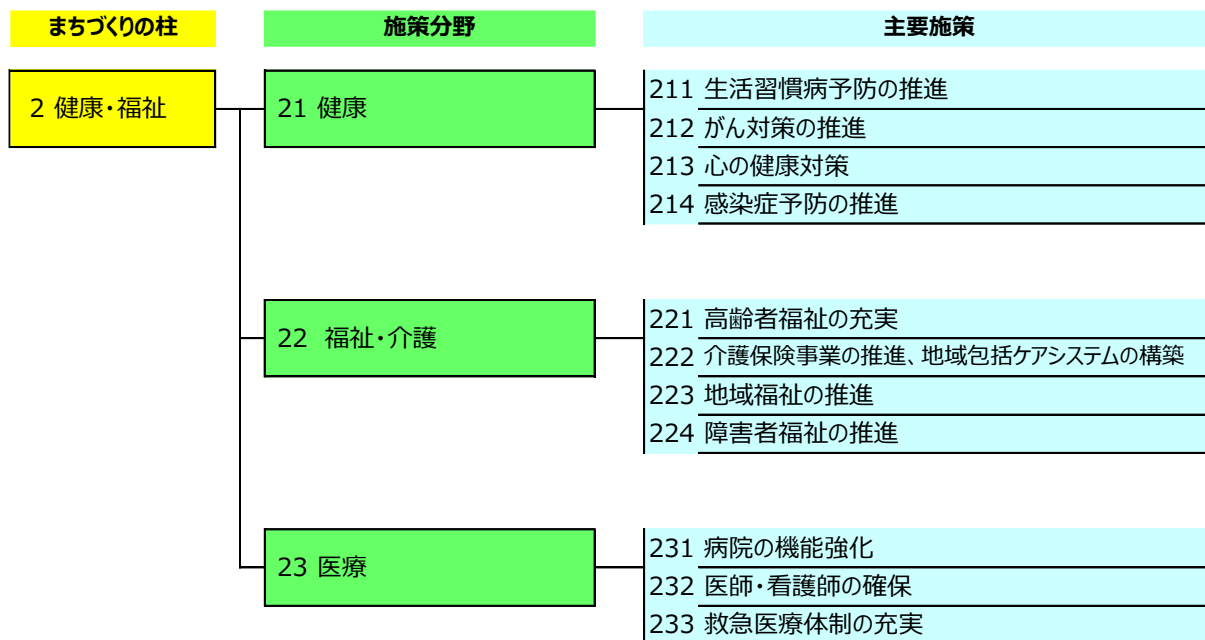 まちづくりの柱
施策分野
主要施策
2 健康・福祉
21 健康
211 生活習慣病予防の推進
212 がん対策の推進
213 心の健康対策
214 感染症予防の推進
22 福祉・介護
221 高齢者福祉の充実
222 介護保険事業の推進、地域包括ケアシステムの構築
223 地域福祉の推進
224 障害者福祉の推進
23 医療
231 病院の機能強化
232 医師・看護師の確保
233 救急医療体制の充実